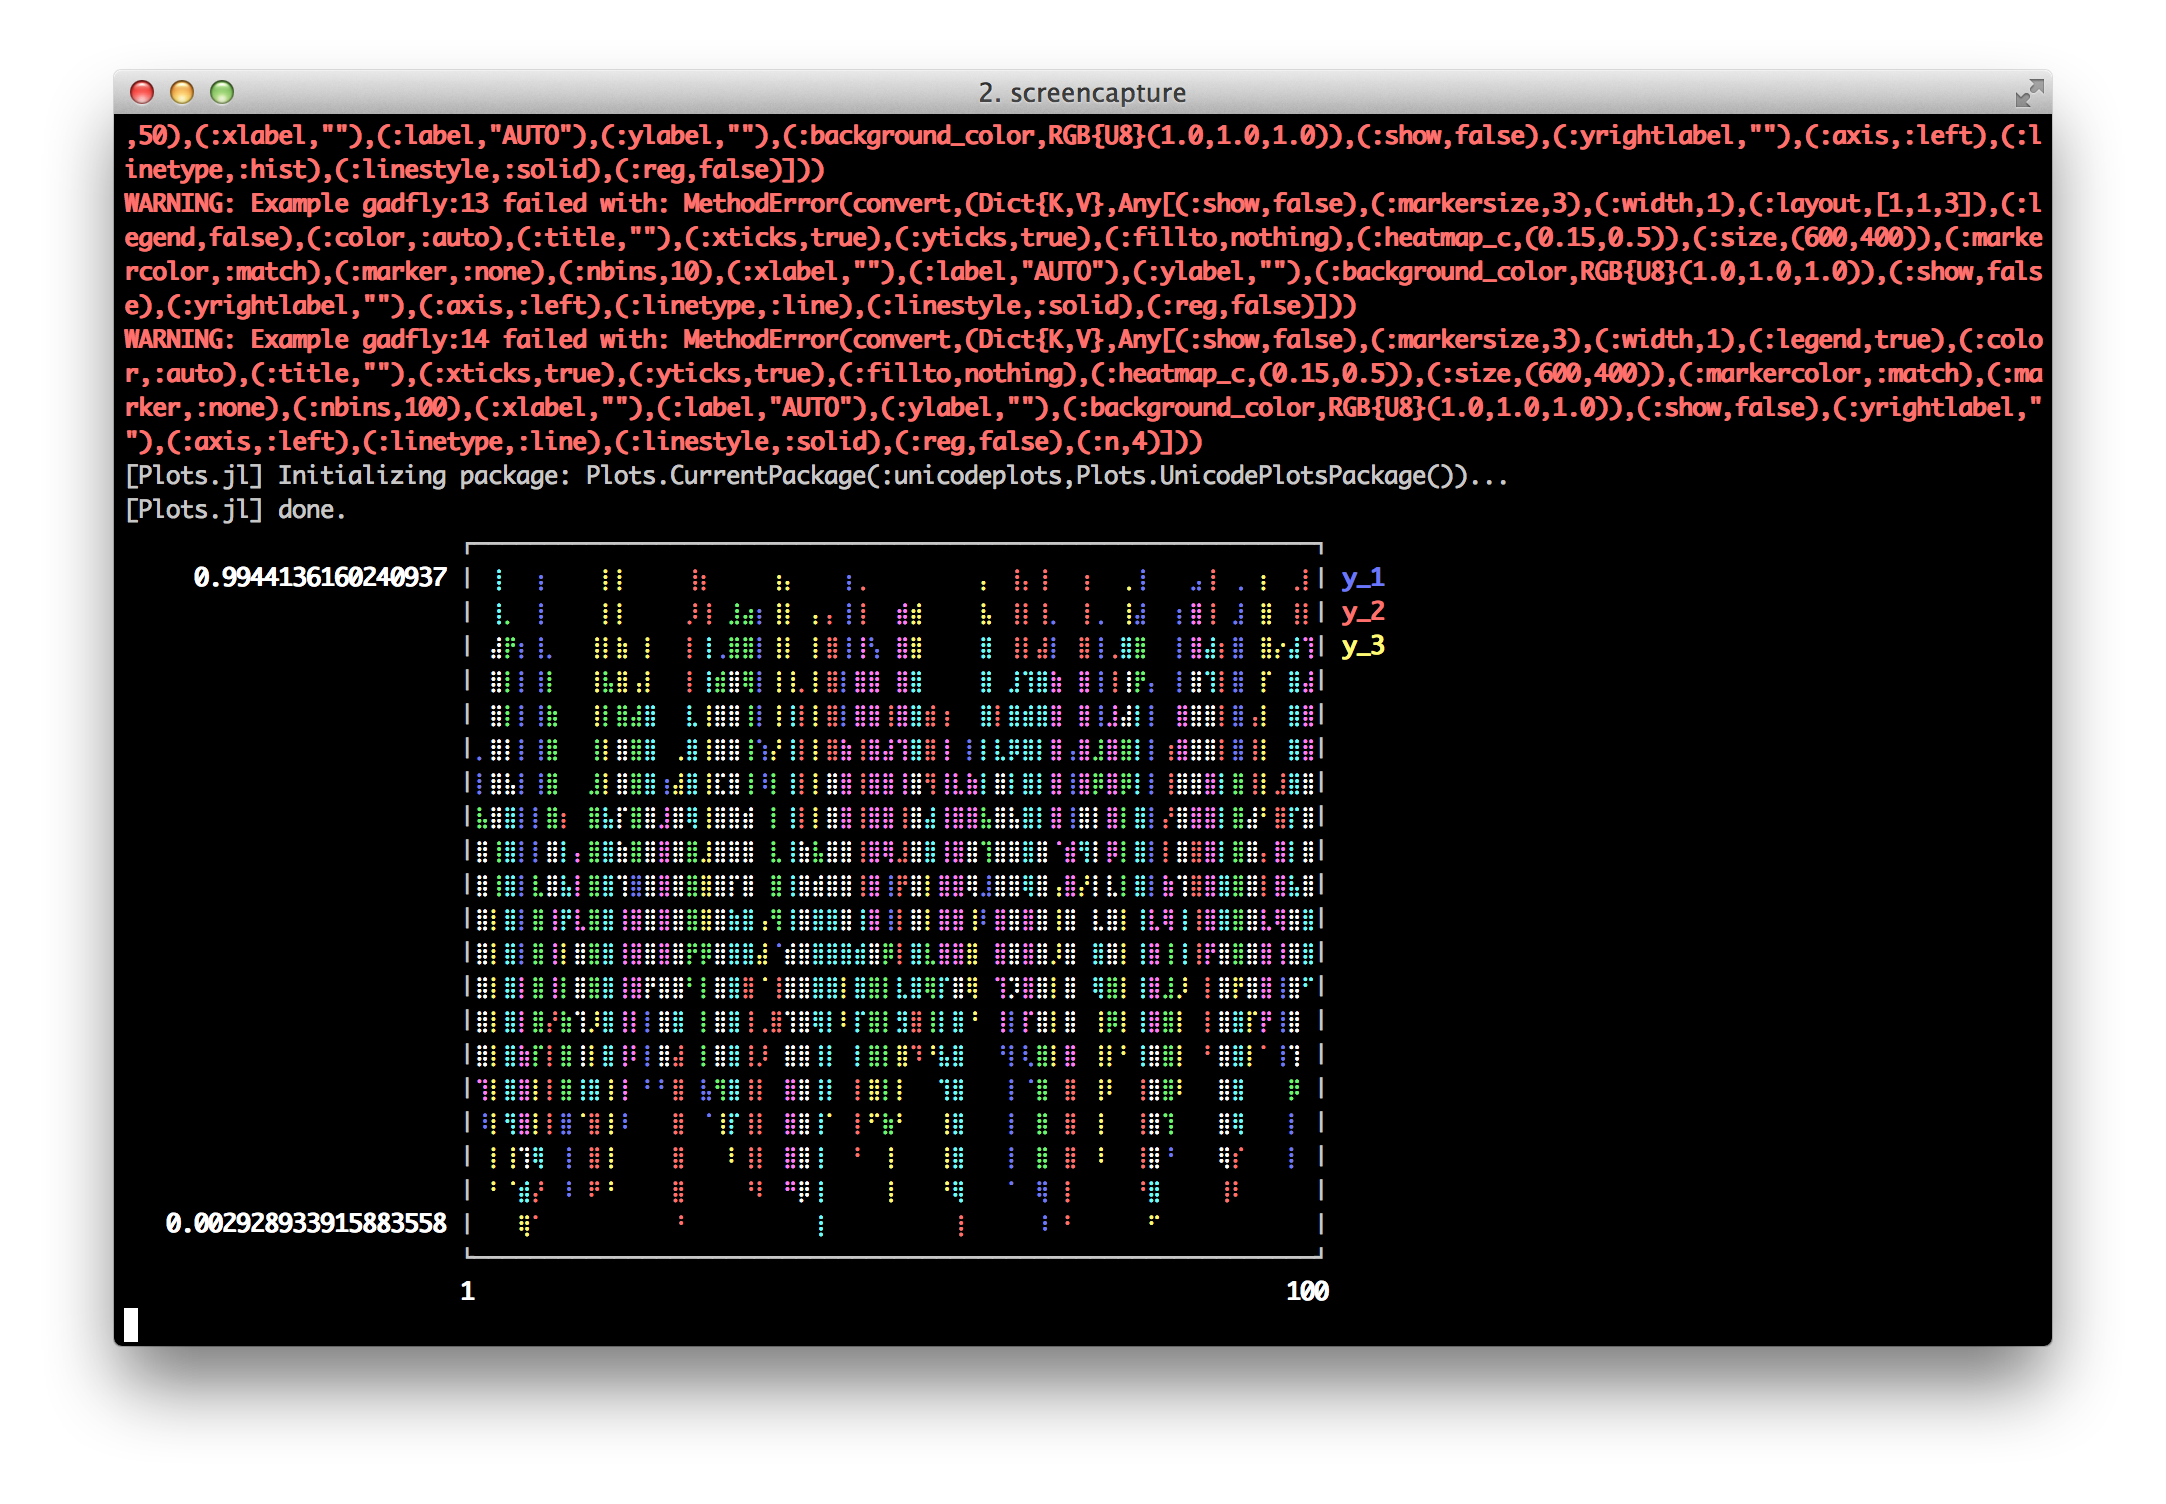 2. screencapture
,50),(:xlabel,""),(:label,"AUTO"),(:ylabel,""),(:background_color,RGB{U8}(1.0,1.0,1.0)),(:show,false),(:yrightlabel,""),(:axis,:left),(:l
inetype,:hist),(:linestyle,:solid),(:reg,false)]))
WARNING: Example gadfly:13 failed with: MethodError(convert,(Dict{K,V},Any[(:show,false),(:markersize,3),(:width,1),(:layout,[1,1,3]),(:l
egend,false),(:color,:auto),(:title,""),(:xticks,true),(:yticks,true),(:fillto,nothing),(:heatmap_c,(0.15,0.5)),(:size,(600,400)),(:marke
rcolor,:match),(:marker,:none),(:nbins,10),(:xlabel,""),(:label,"AUTO"),(:ylabel,""),(:background_color,RGB{U8}(1.0,1.0,1.0)),(:show,fals
e),(:yrightlabel,""),(:axis,:left),(:linetype,:line),(:linestyle,:solid),(:reg,false)]))
WARNING: Example gadfly:14 failed with: MethodError(convert,(Dict{K,V},Any[(:show,false),(:markersize,3),(:width,1),(:legend,true),(:colo
r,:auto),(:title,""),(:xticks,true),(:yticks,true),(:fillto,nothing),(:heatmap_c,(0.15,0.5)),(:size,(600,400)),(:markercolor,:match),(:ma
rker,:none),(:nbins,100),(:xlabel,""),(:label,"AUTO"),(:ylabel,""),(:background_color,RGB{U8}(1.0,1.0,1.0)),(:show,false),(:yrightlabel,"
"),(:axis,:left),(:linetype,:line),(:linestyle,:solid),(:reg,false),(:n,4)]))
[Plots.jl] Initializing package: Plots.CurrentPackage(:unicodeplots,Plots.UnicodePlotsPackage())...
[Plots.jl] done.
0.9944136160240937 y_1
y_2
y_3
0.002928933915883558
1 100